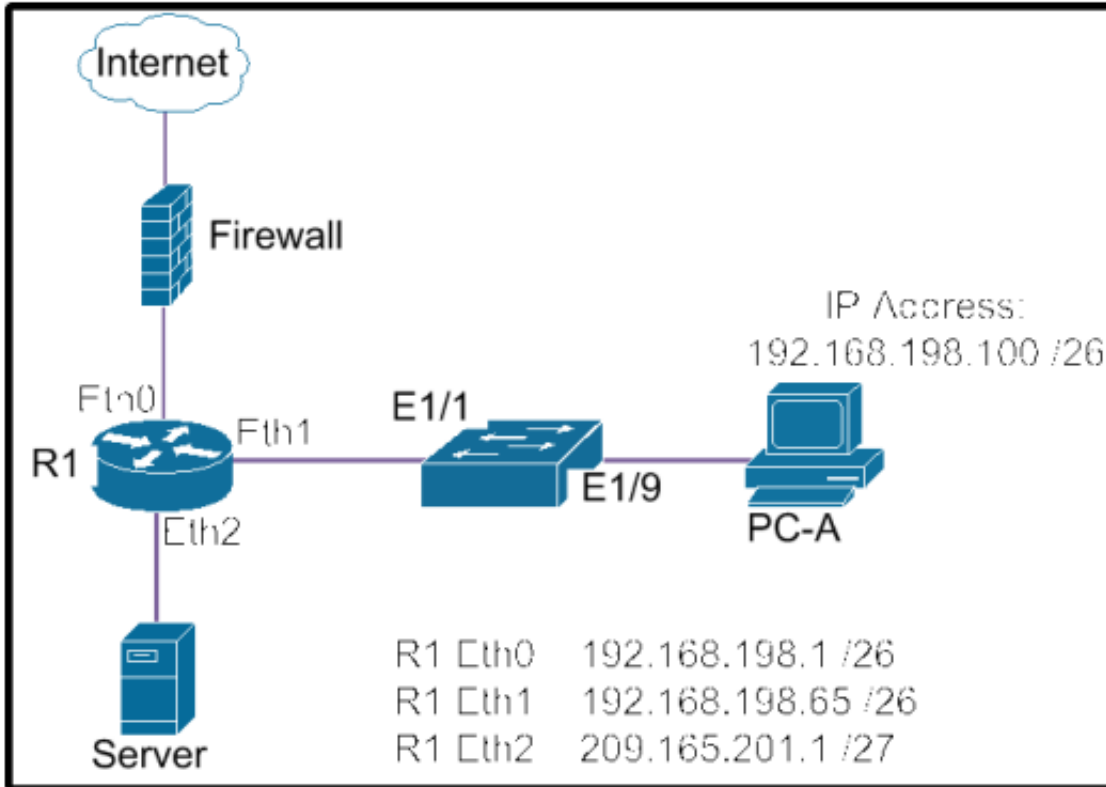 Internet
Firewall
IP Address:
192.168.198.100 /26
Eth0
E1/1
Eth1
R1
E1/9
Eth2
PC-A
R1 Eth0 192.168.198.1 /26
R1 Eth1 192.168.198.65 /26
R1 Eth2 209.165.201.1 /27
Server